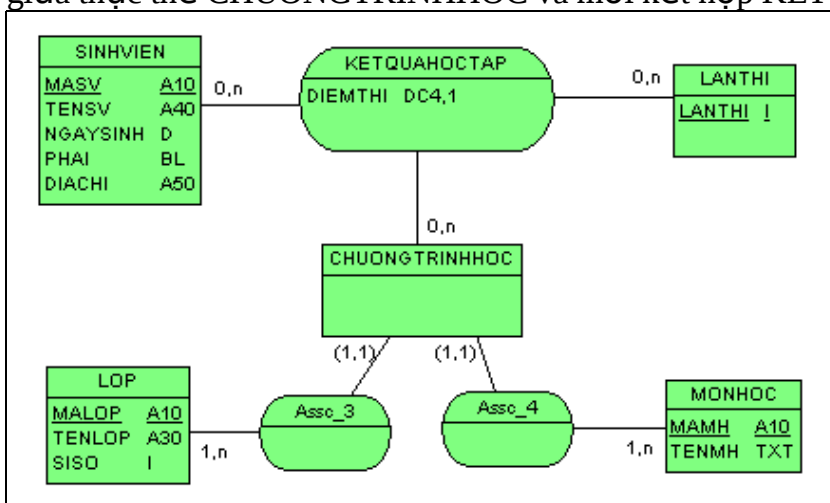 giữa thực thể CHUONGTRINHHOC và mối kết hợp KET
SINHVIEN
MASV A10
TENSV A40
NGAYSINH D
PHAI BL
DIACHI A50
0,n
KETQUAHOCTAP
DIEMTHI DC4,1
0,n
LANTHI
LANTHI I
0,n
CHUONGTRINHHOC
(1,1) (1,1)
LOP
MALOP A10
TENLOP A30
SISO I
1,n
Assc_3
Assc_4
1,n
MONHOC
MAMH A10
TENMH TXT